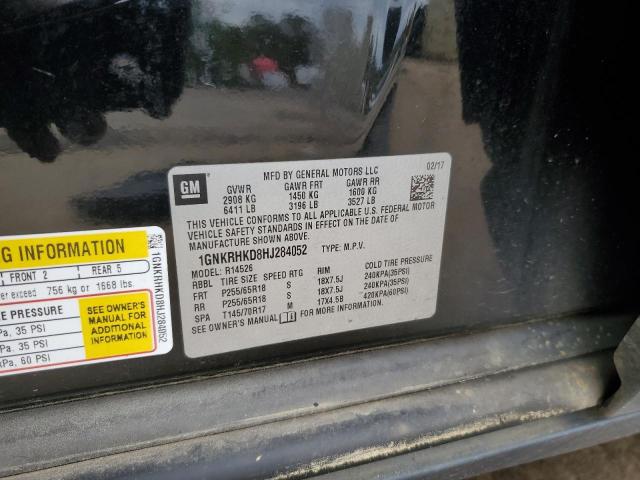 GM
MFD BY GENERAL MOTORS LLC
02/17
GVWR GAWR FRT GAWR RR
2908 KG 1450 KG 1600 KG
6411 LB 3196 LB 3527 LB
THIS VEHICLE CONFORMS TO ALL APPLICABLE U.S. FEDERAL MOTOR
VEHICLE SAFETY STANDARDS IN EFFECT ON THE DATE OF
MANUFACTURE SHOWN ABOVE.
1GNKRHKD8HJ284052 TYPE: M.P.V.
MODEL: R14526
RBBL TIRE SIZE SPEED RTG RIM COLD TIRE PRESSURE
FRT P255/65R18 S 18X7.5J 240KPA(35PSI)
RR P255/65R18 S 18X7.5J 240KPA(35PSI)
SPA T145/70R17 M 17X4.5B 420KPA(60PSI)
SEE OWNER'S MANUAL FOR ADDITIONAL INFORMATION.
G INFORMATION
FRONT 2 REAR 5
er exceed 756 kg or 1668 lbs.
RE PRESSURE
Pa, 35 PSI
Pa, 35 PSI
Pa, 60 PSI
SEE OWNER'S
MANUAL FOR
ADDITIONAL
INFORMATION
1GNKRHKD8HJ284052